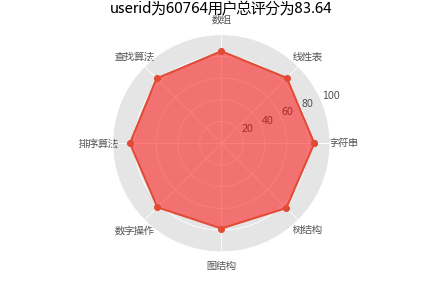 userid为60764用户总评分为83.64
数组
查找算法
线性表
100
80
60
40
20
排序算法
字符串
数字操作
树结构
图结构